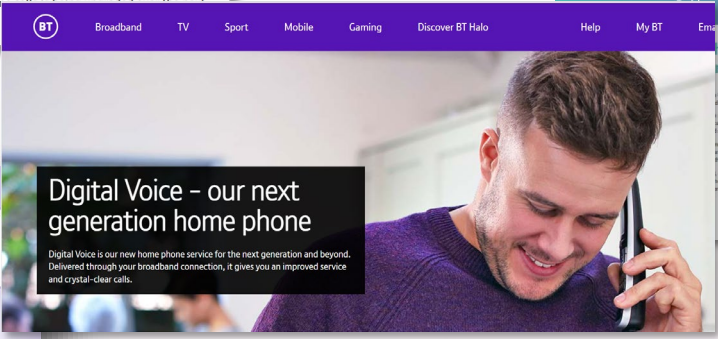 BT
Broadband TV Sport Mobile Gaming Discover BT Halo Help My BT
Digital Voice – our next
generation home phone
Digital Voice is our new home phone service for the next generation and beyond.
Delivered through your broadband connection, it gives you an improved service
and crystal-clear calls.